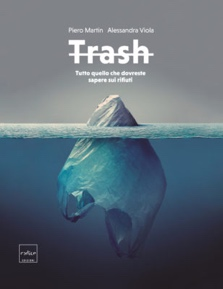 Piero Martin Alessandra Viola
Trash
Tutto quello che dovreste
sapere sui rifiuti